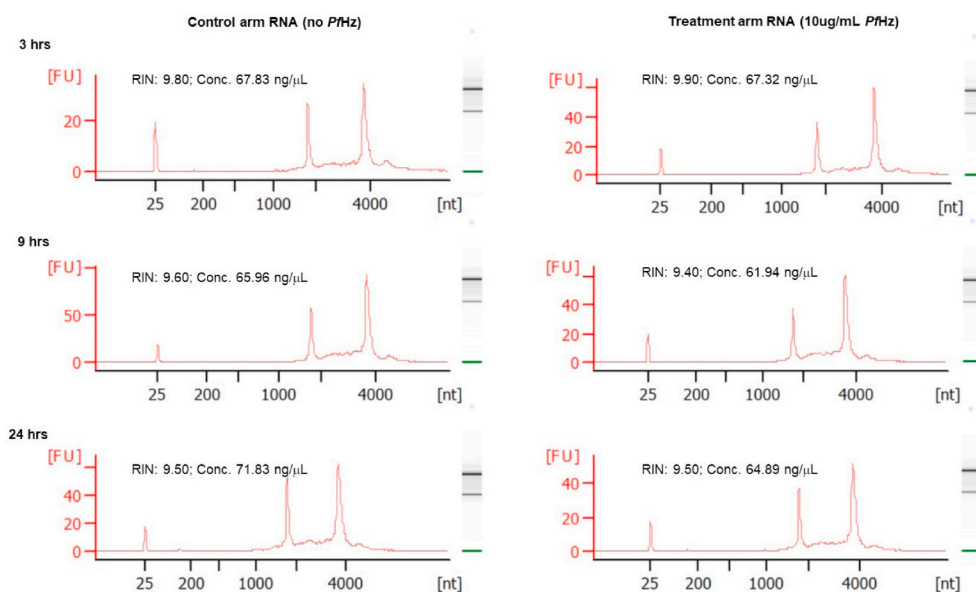 Control arm RNA (no PfHz)
Treatment arm RNA (10ug/mL PfHz)
3 hrs
[FU]
RIN: 9.80; Conc. 67.83 ng/µL
20
0
25 200 1000 4000 [nt]
[FU]
RIN: 9.90; Conc. 67.32 ng/µL
40
20
0
25 200 1000 4000 [nt]
9 hrs
[FU]
RIN: 9.60; Conc. 65.96 ng/µL
50
0
25 200 1000 4000 [nt]
[FU]
RIN: 9.40; Conc. 61.94 ng/µL
40
20
0
25 200 1000 4000 [nt]
24 hrs
[FU]
RIN: 9.50; Conc. 71.83 ng/µL
40
20
0
25 200 1000 4000 [nt]
[FU]
RIN: 9.50; Conc. 64.89 ng/µL
40
20
0
25 200 1000 4000 [nt]